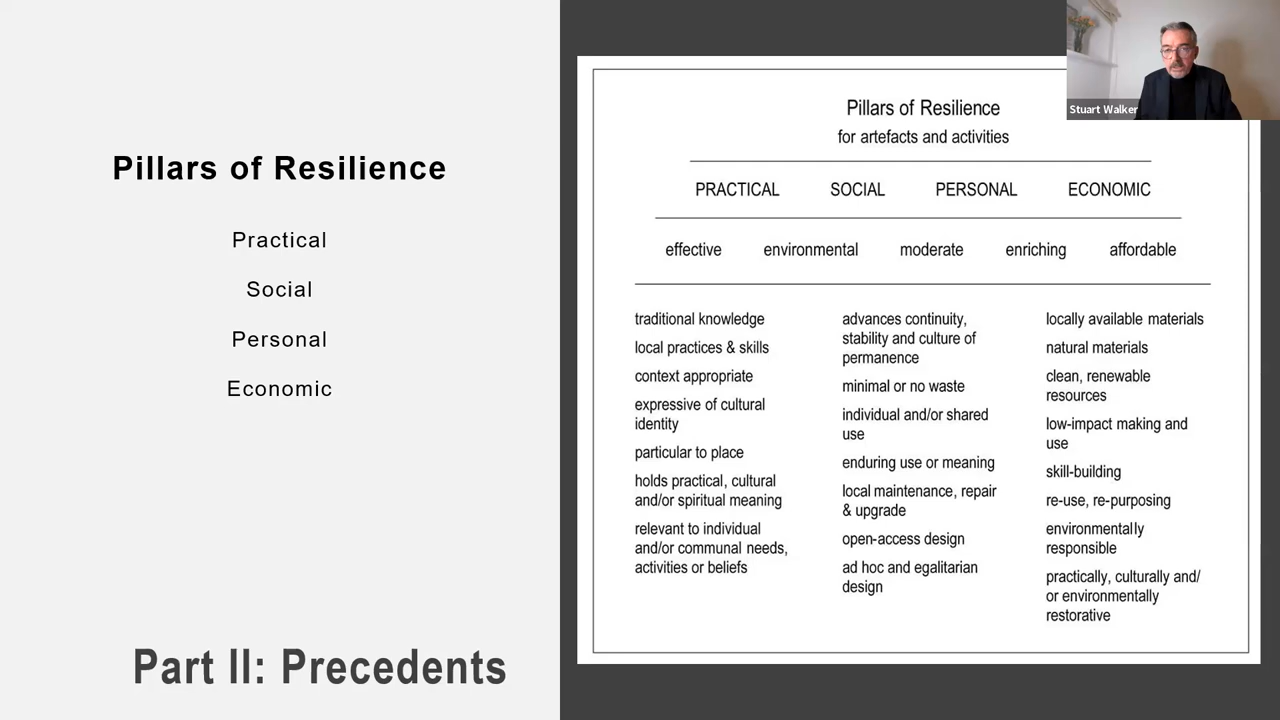 Pillars of Resilience
Practical
Social
Personal
Economic
Part II: Precedents
Pillars of Resilience
for artefacts and activities
PRACTICAL SOCIAL PERSONAL ECONOMIC
effective environmental moderate enriching affordable
traditional knowledge
local practices & skills
context appropriate
expressive of cultural
identity
particular to place
holds practical, cultural
and/or spiritual meaning
relevant to individual
and/or communal needs,
activities or beliefs
advances continuity,
stability and culture of
permanence
minimal or no waste
individual and/or shared
use
enduring use or meaning
local maintenance, repair
& upgrade
open-access design
ad hoc and egalitarian
design
locally available materials
natural materials
clean, renewable
resources
low-impact making and
use
skill-building
re-use, re-purposing
environmentally
responsible
practically, culturally and/
or environmentally
restorative
Stuart Walker